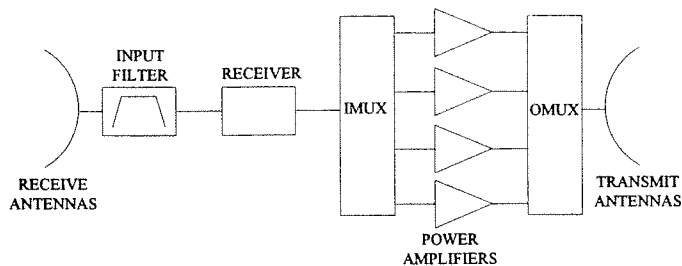 INPUT
FILTER
RECEIVER
IMUX
OMUX
RECEIVE
ANTENNAS
POWER
AMPLIFIERS
TRANSMIT
ANTENNAS